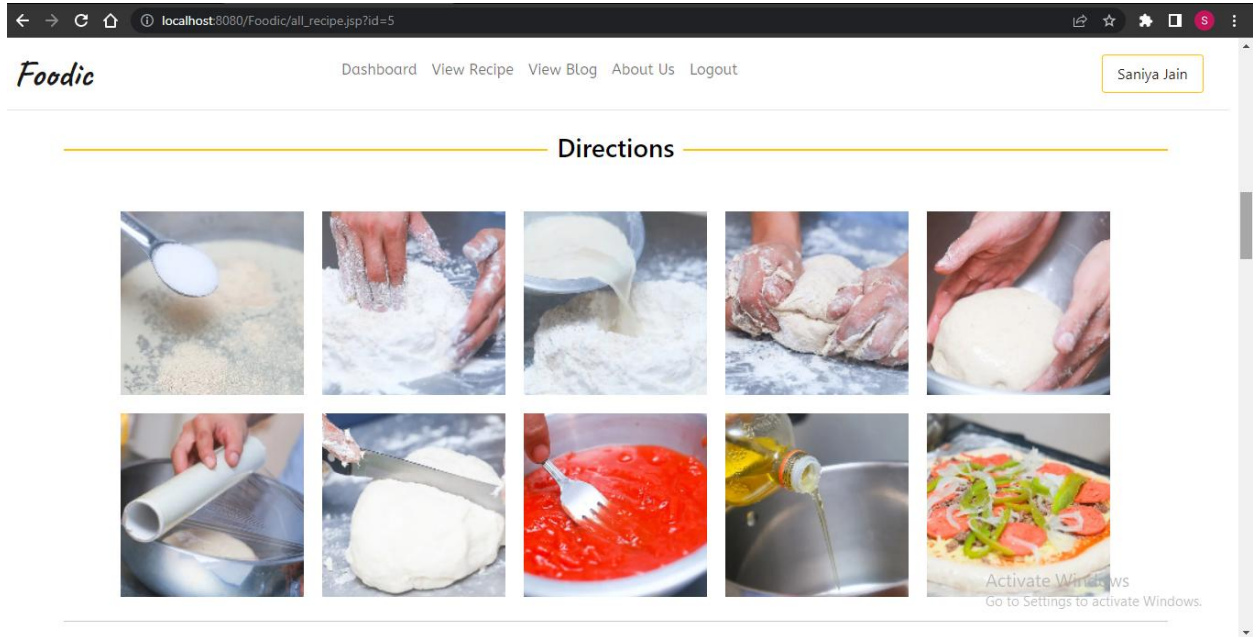 localhost:8080/Foodic/all_recipe.jsp?id=5
S
Foodic
Dashboard View Recipe View Blog About Us Logout
Saniya Jain
Directions
Activate Windows
Go to Settings to activate Windows.